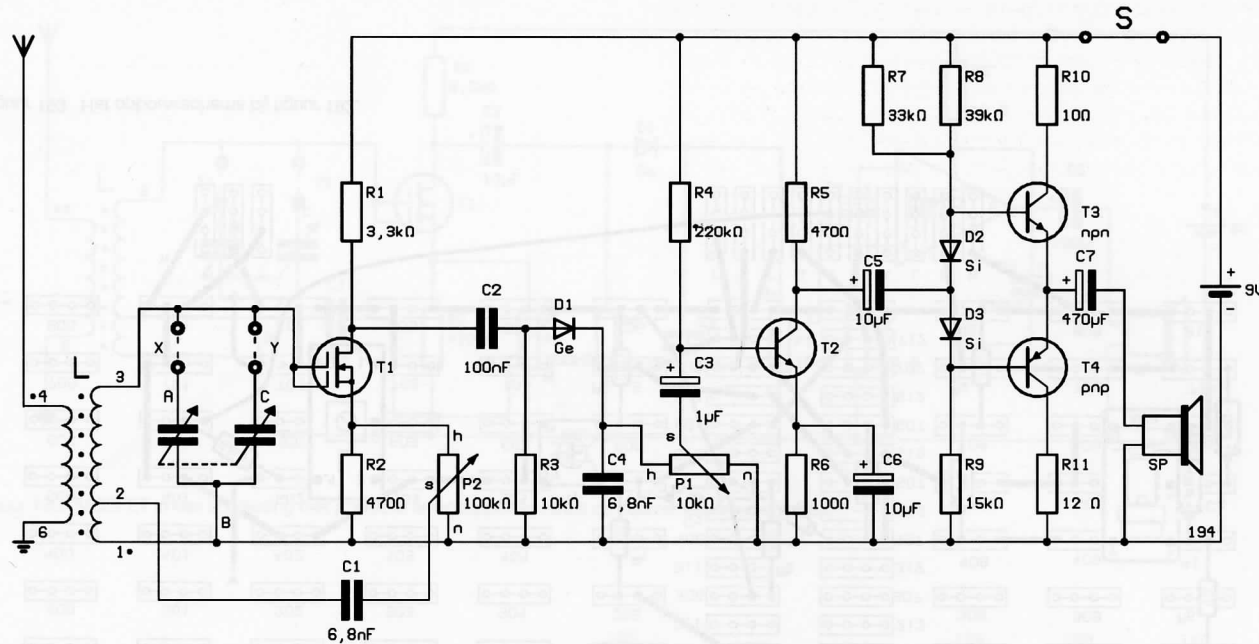 S
R7
33kΩ
R8
39kΩ
R10
10Ω
R1
3,3kΩ
R4
220kΩ
R5
470Ω
T3
npn
D2
Si
C5
+
10µF
C7
+
470µF
+
9V
-
C2
100nF
D1
Ge
X
Y
L
3
T1
T2
C3
+
1µF
D3
Si
T4
pnp
•4
A
C
2
B
6
1•
R2
470Ω
h
s
n
P2
100kΩ
R3
10kΩ
C4
6,8nF
s
h
n
P1
10kΩ
R6
100Ω
C6
+
10µF
R9
15kΩ
R11
12 Ω
SP
194
C1
6,8nF